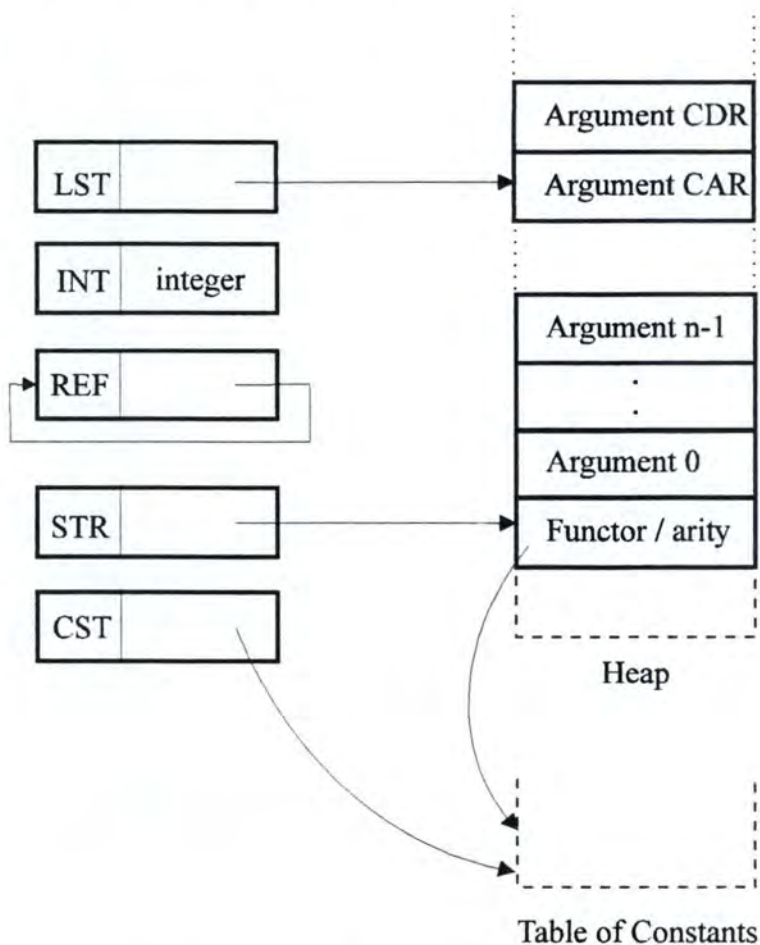 Argument CDR
LST
Argument CAR
INT
integer
Argument n-1
REF
.
.
Argument 0
STR
Functor / arity
CST
Heap
Table of Constants